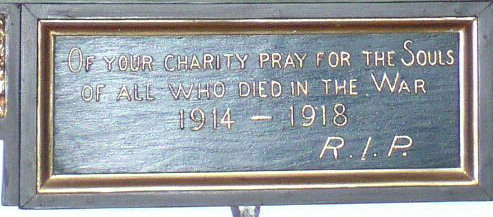 Of your charity pray for the Souls
of all who died in the War
1914 – 1918
R.I.P.